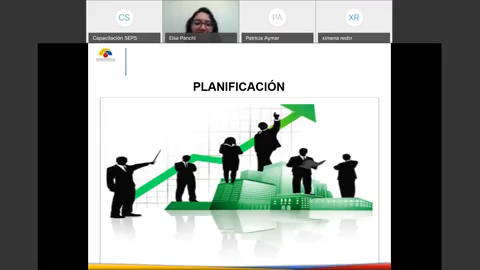 CS
PA
XR
Capacitación SEPS
Elsa Panchi
Patricia Aymar
ximena redin
PLANIFICACIÓN